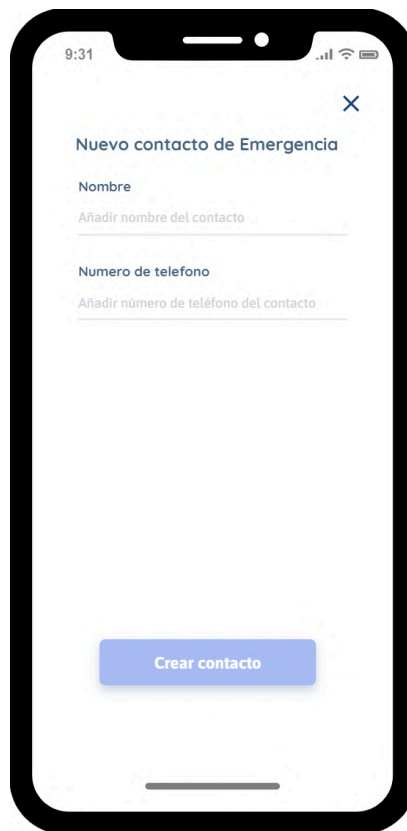 9:31
Nuevo contacto de Emergencia
Nombre
Añadir nombre del contacto
Numero de telefono
Añadir número de teléfono del contacto
Crear contacto